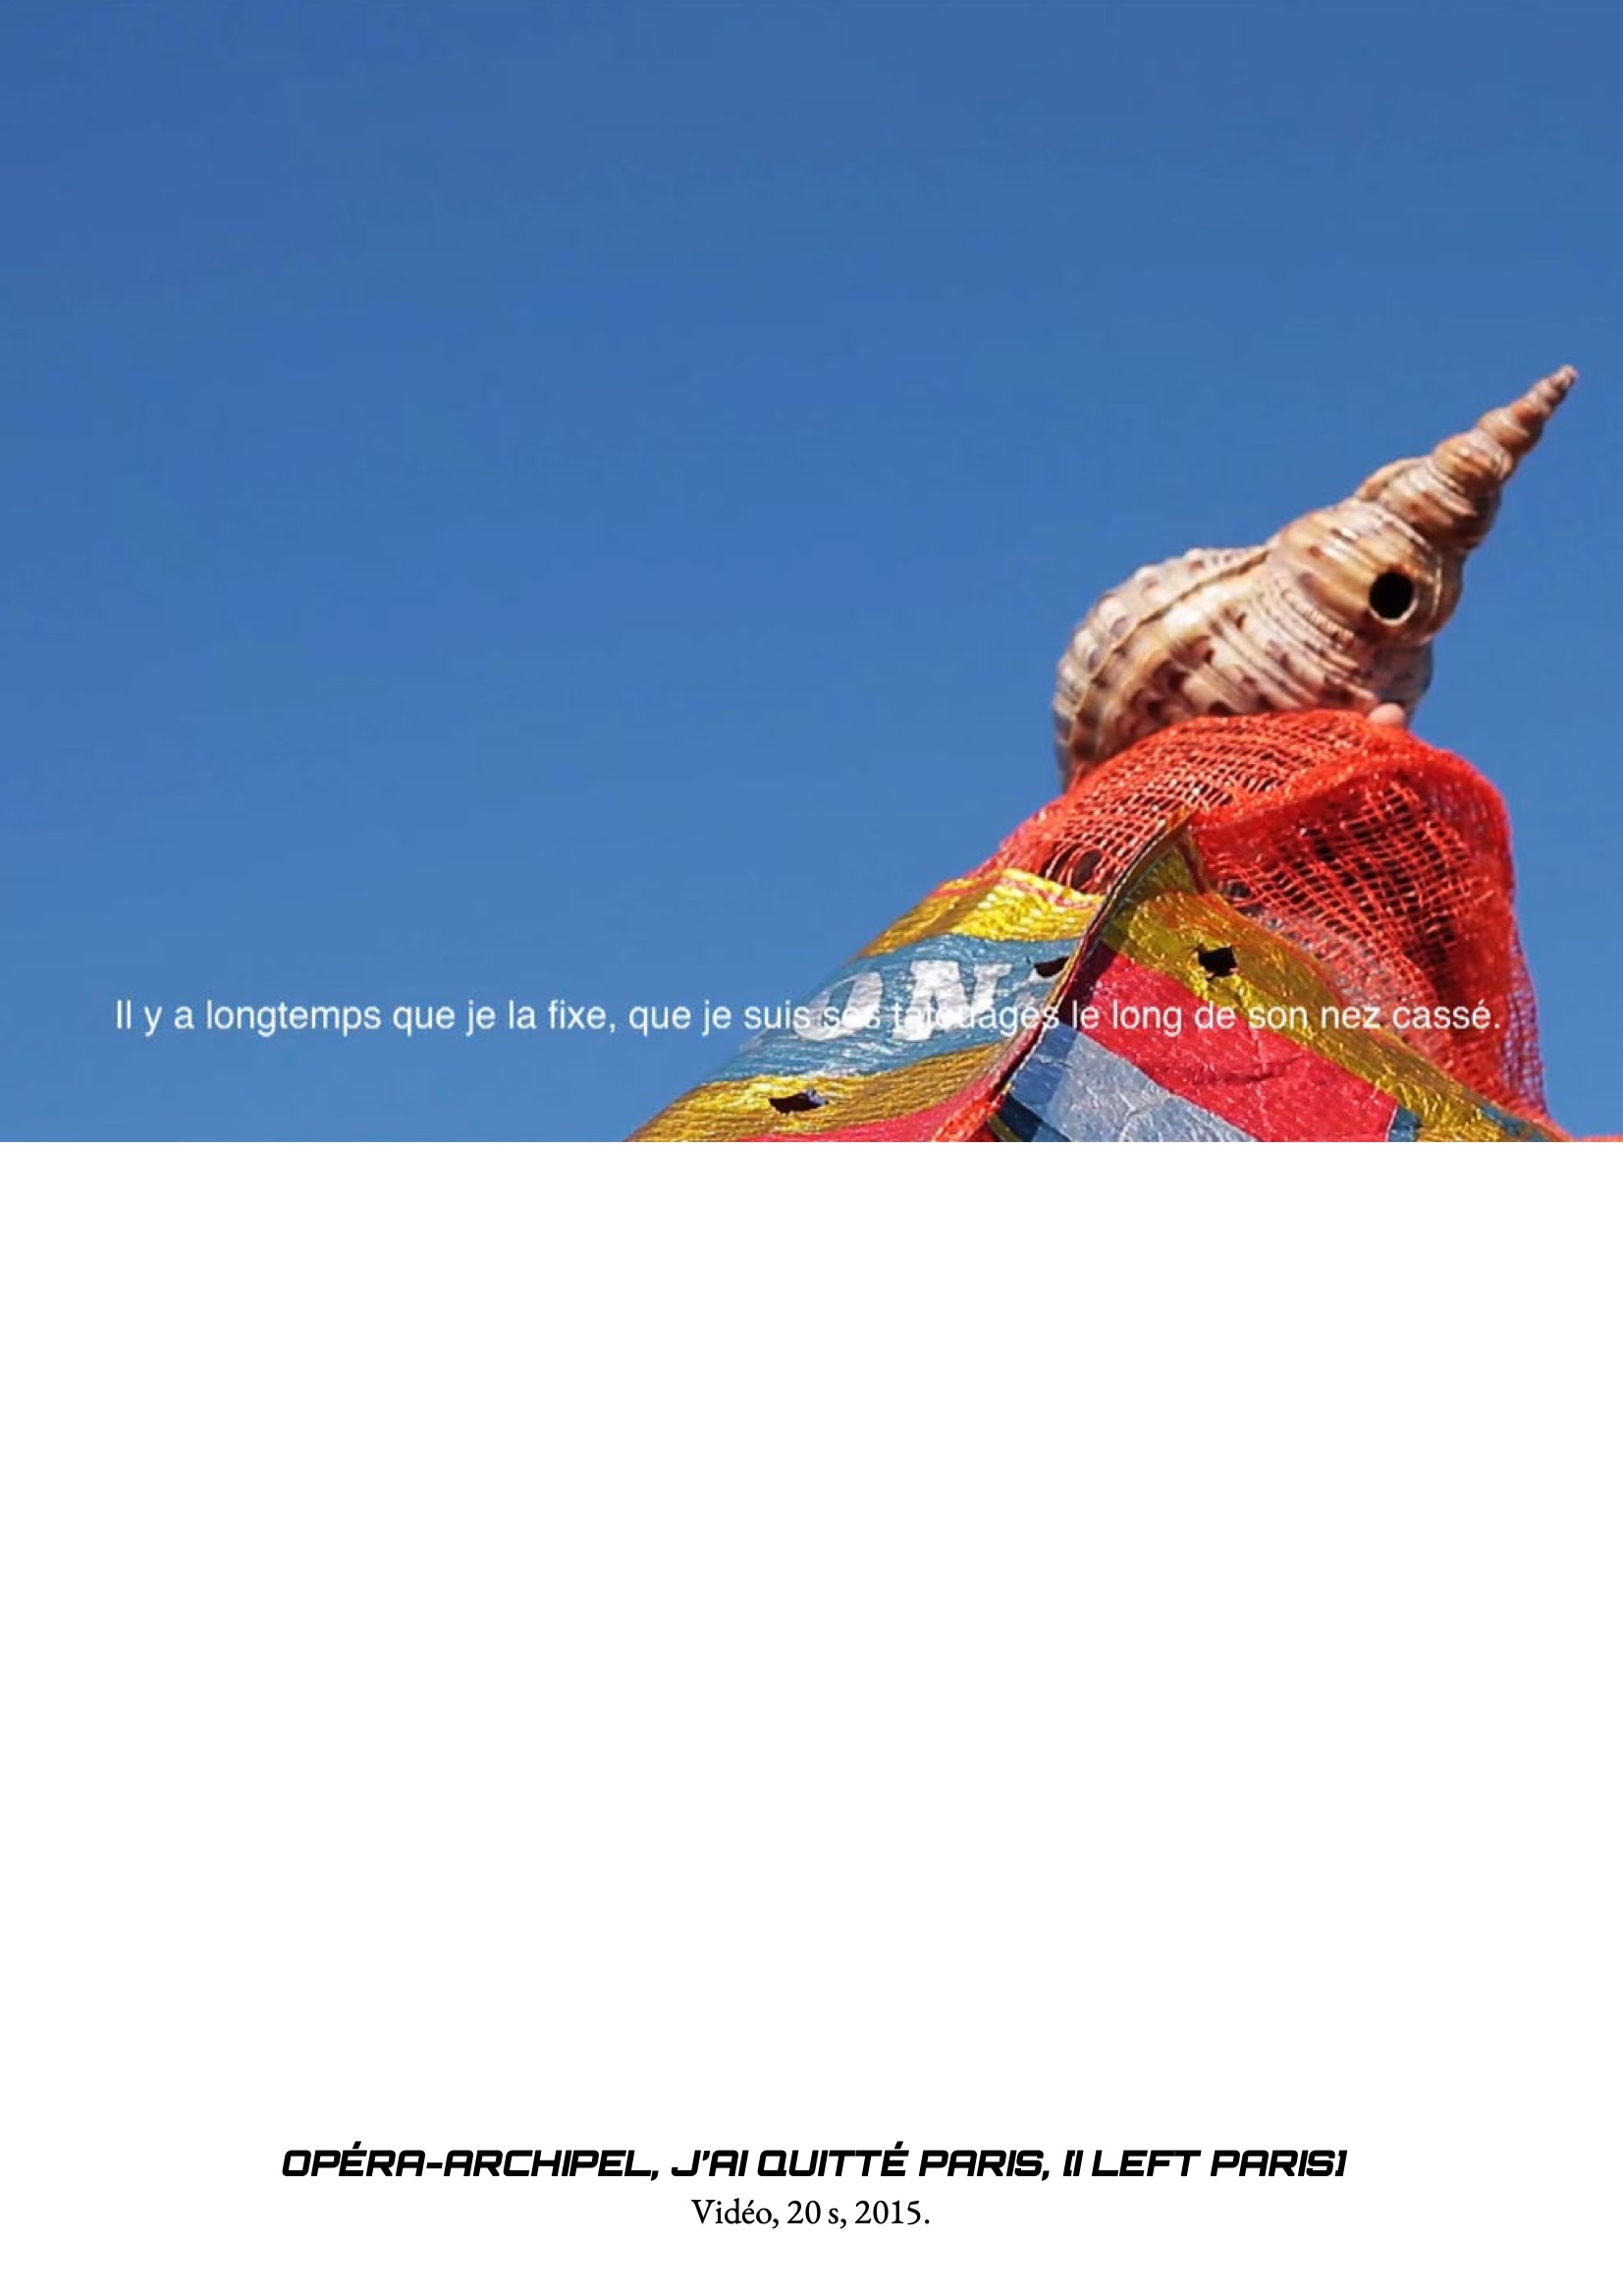 ON
Il y a longtemps que je la fixe, que je suis ses tatouages le long de son nez cassé.
OPÉRA-ARCHIPEL, J'AI QUITTÉ PARIS, [I LEFT PARIS]
Vidéo, 20 s, 2015.